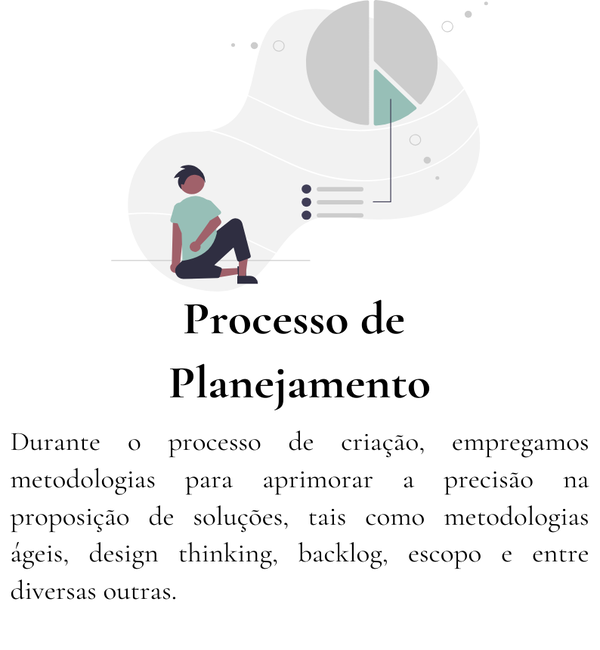 Processo de
Planejamento
Durante o processo de criação, empregamos
metodologias para aprimorar a precisão na
proposição de soluções, tais como metodologias
ágeis, design thinking, backlog, escopo e entre
diversas outras.